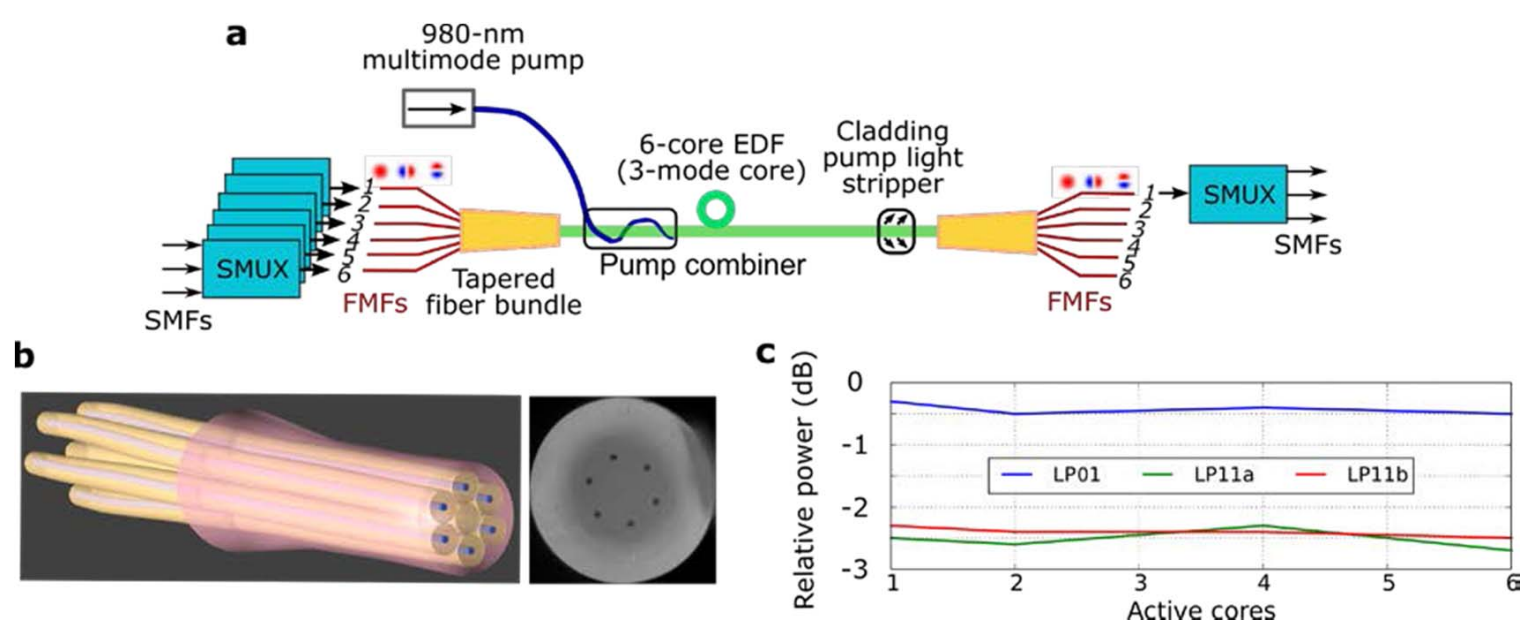 a
980-nm
multimode pump
6-core EDF
(3-mode core)
Cladding
pump light
stripper
1
2
3
4
5
6
SMUX
SMFs
FMFs
Tapered
fiber bundle
Pump combiner
1
2
3
4
5
6
FMFs
SMUX
SMFs
b
c
Relative power (dB)
0
-1
-2
-3
LP01 LP11a LP11b
1 2 3 4 5 6
Active cores